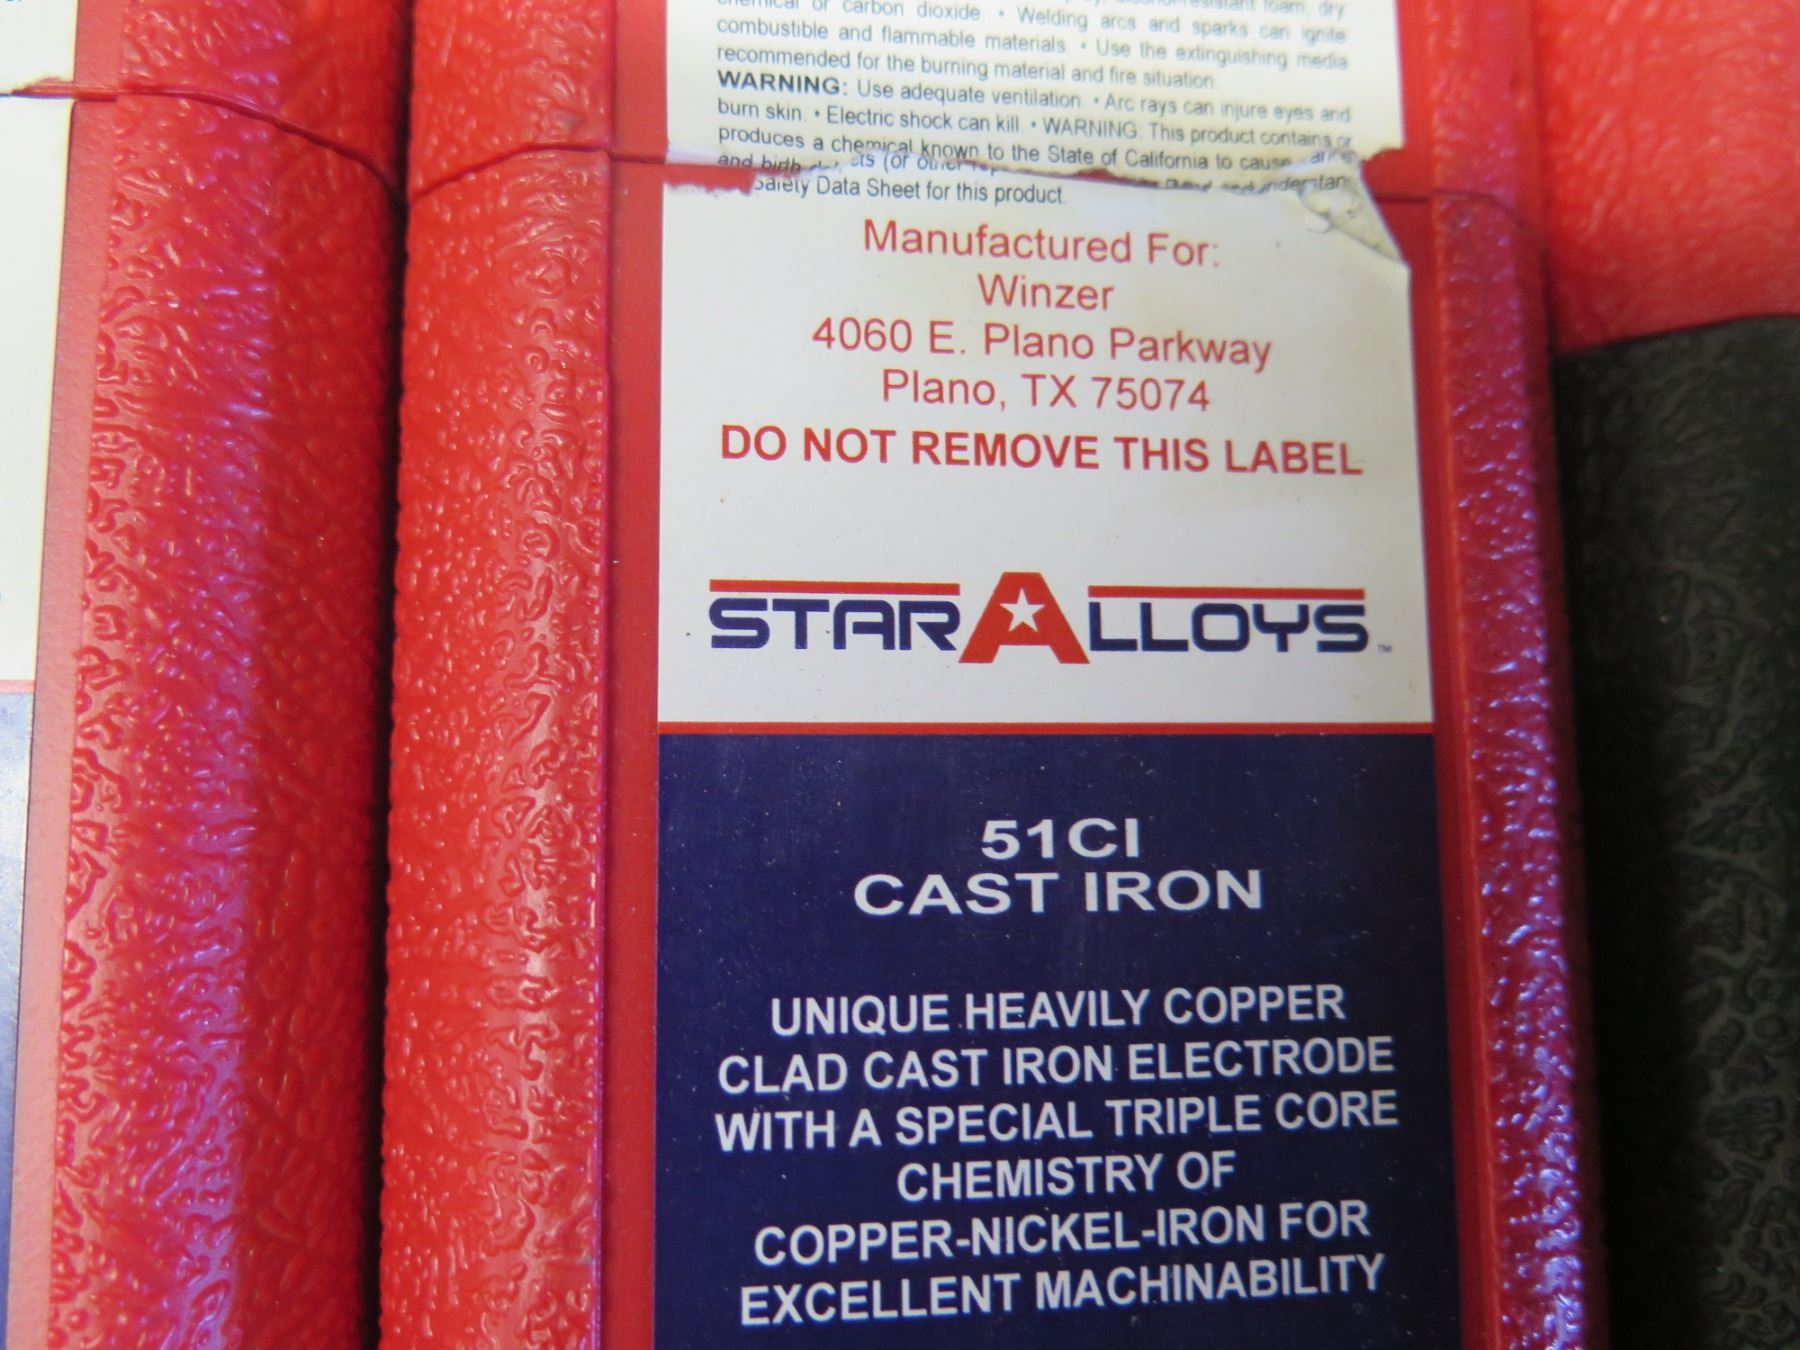 chemical or carbon dioxide. • Welding arcs and sparks can ignite
combustible and flammable materials. • Use the extinguishing media
recommended for the burning material and fire situation.
WARNING: Use adequate ventilation. • Arc rays can injure eyes and
burn skin. • Electric shock can kill. • WARNING: This product contains or
produces a chemical known to the State of California to cause
and birth (or other
Safety Data Sheet for this product.
Manufactured For:
Winzer
4060 E. Plano Parkway
Plano, TX 75074
DO NOT REMOVE THIS LABEL
STARALLOYS™
51CI
CAST IRON
UNIQUE HEAVILY COPPER
CLAD CAST IRON ELECTRODE
WITH A SPECIAL TRIPLE CORE
CHEMISTRY OF
COPPER-NICKEL-IRON FOR
EXCELLENT MACHINABILITY